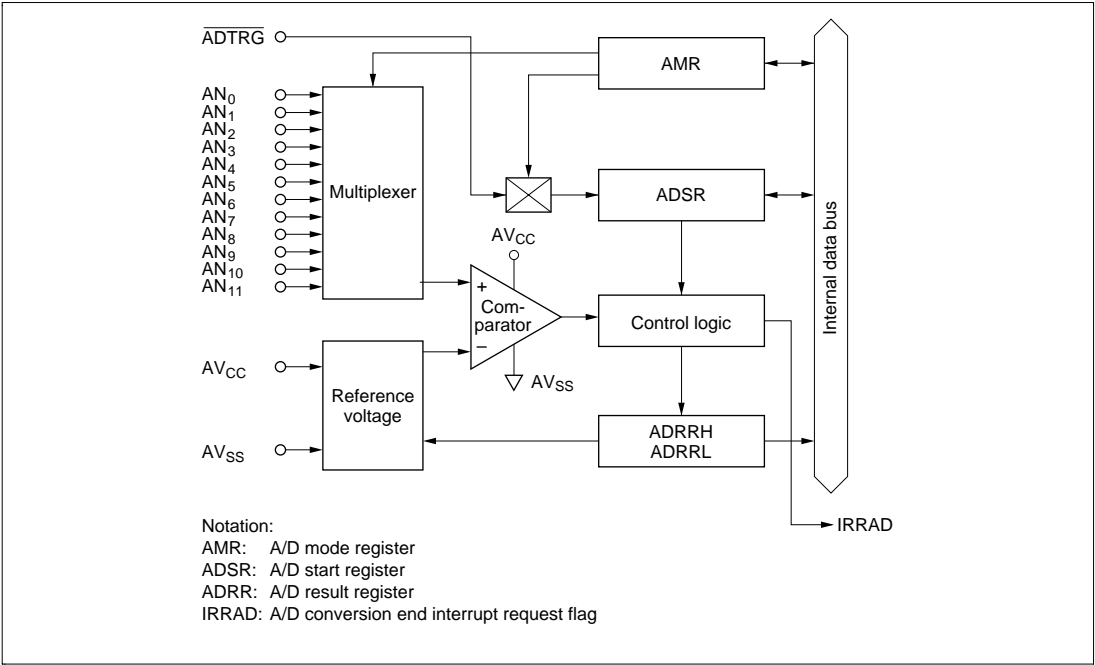 ADTRG
AMR
AN0
AN1
AN2
AN3
AN4
AN5
AN6
AN7
AN8
AN9
AN10
AN11
Multiplexer
ADSR
Internal data bus
AVCC
+
Com-
parator
−
AVSS
Control logic
AVCC
AVSS
Reference
voltage
ADRRH
ADRRL
IRRAD
Notation:
AMR: A/D mode register
ADSR: A/D start register
ADRR: A/D result register
IRRAD: A/D conversion end interrupt request flag